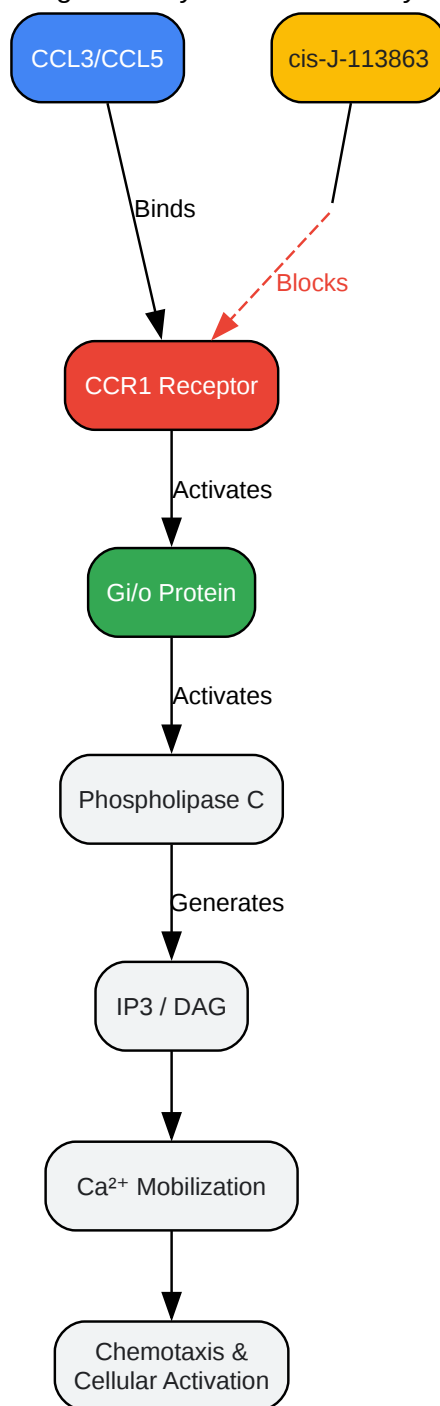 CCL3/CCL5
cis-J-113863
Binds
Blocks
CCR1 Receptor
Activates
Gi/o Protein
Activates
Phospholipase C
Generates
IP3 / DAG
Ca²⁺ Mobilization
Chemotaxis &
Cellular Activation